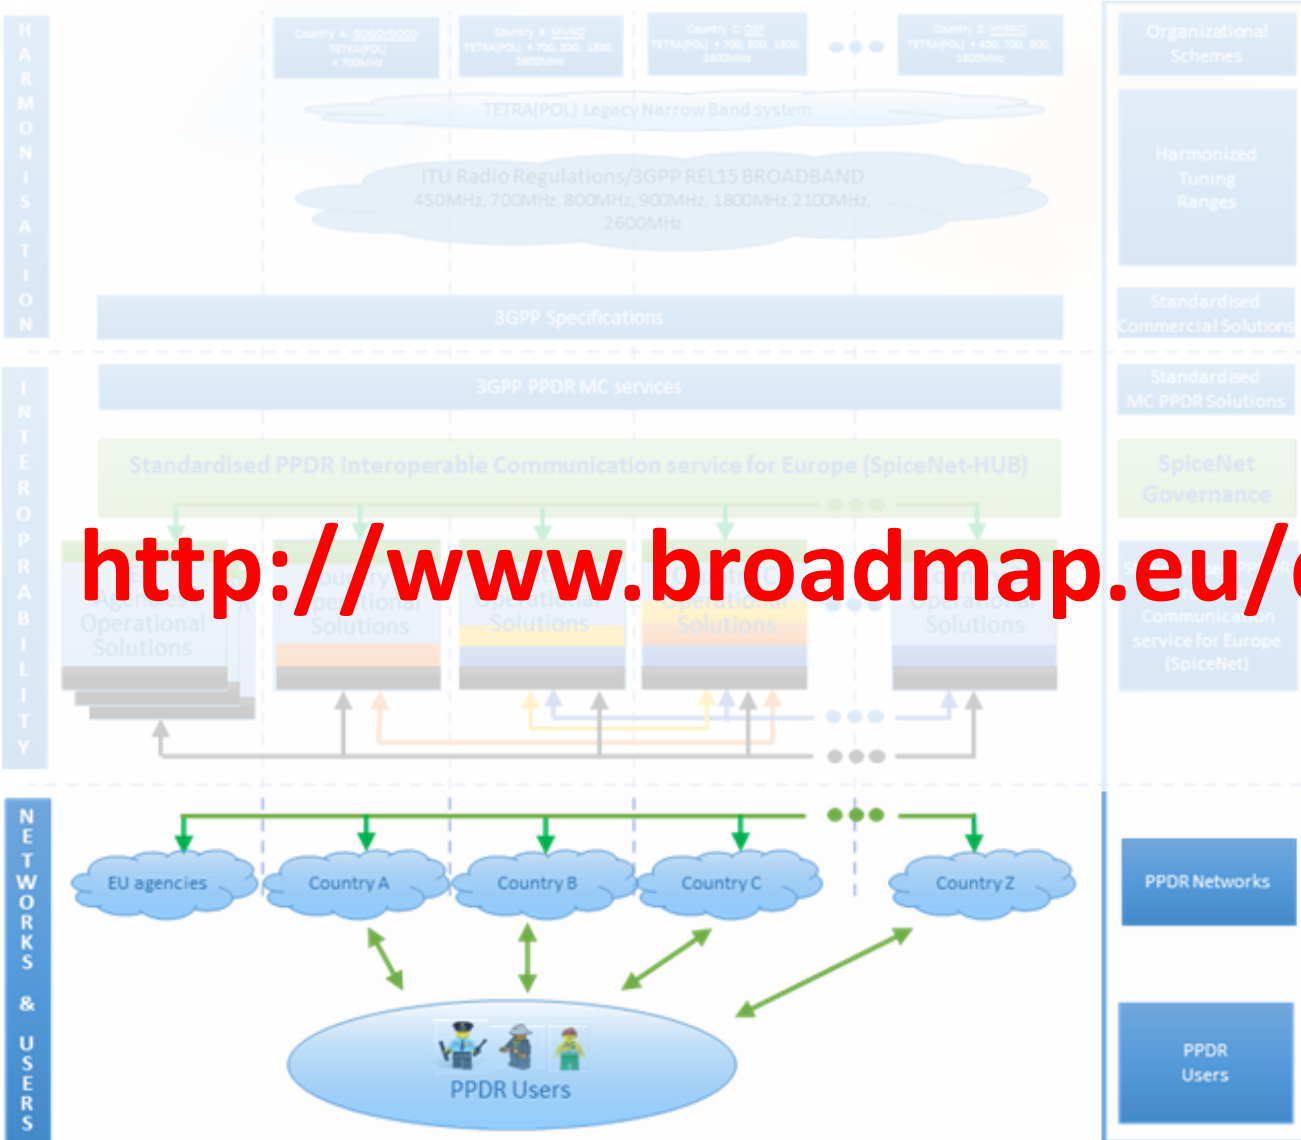 HARMONISATION
Country A: GOGO/GOCO
TETRA(POL)
+ 700MHz
Country B: MVNO
TETRA(POL) + 700, 800, 1800,
2600MHz
Country C:
TETRA(POL) + 700, 800, 1800,
2600MHz
Country Z: HYBRID
TETRA(POL) + 450, 700, 800,
1800MHz
Organizational
Schemes
TETRA(POL) Legacy Narrow Band system
ITU Radio Regulations/3GPP REL15 BROADBAND
450MHz, 700MHz, 800MHz, 900MHz, 1800MHz,2100MHz,
2600MHz
Harmonized
Tuning
Ranges
3GPP Specifications
Standardised
Commercial Solutions
INTEROPRABILITY
3GPP PPDR MC services
Standardised
MC PPDR Solutions
Standardised PPDR Interoperable Communication service for Europe (SpiceNet-HUB)
SpiceNet
Governance
http://www.broadmap.eu/
Agencies
Operational
Solutions
Country
Operational
Solutions
Operational
Solutions
Country C
Operational
Solutions
Operational
Solutions
Communication
service for Europe
(SpiceNet)
NETWORKS & USERS
EU agencies
Country A
Country B
Country C
Country Z
PPDR Networks
PPDR Users
PPDR
Users